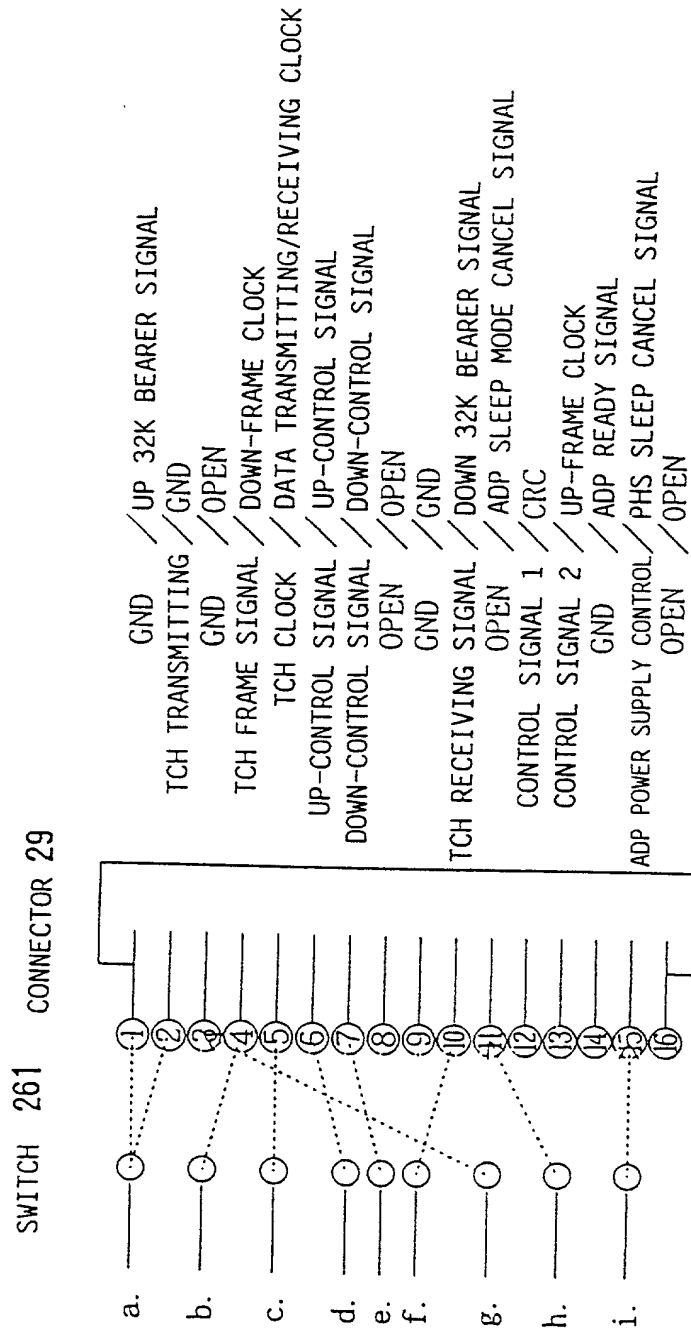 SWITCH 261 CONNECTOR 29
a. 1 GND / UP 32K BEARER SIGNAL
2 TCH TRANSMITTING / GND
b. 3 GND / OPEN
4 TCH FRAME SIGNAL / DOWN-FRAME CLOCK
c. 5 TCH CLOCK / DATA TRANSMITTING/RECEIVING CLOCK
6 UP-CONTROL SIGNAL / UP-CONTROL SIGNAL
d. 7 DOWN-CONTROL SIGNAL / DOWN-CONTROL SIGNAL
e. 8 OPEN / OPEN
f. 9 GND / GND
10 TCH RECEIVING SIGNAL / DOWN 32K BEARER SIGNAL
g. 11 OPEN / ADP SLEEP MODE CANCEL SIGNAL
12 CONTROL SIGNAL 1 / CRC
h. 13 CONTROL SIGNAL 2 / UP-FRAME CLOCK
14 GND / ADP READY SIGNAL
i. 15 ADP POWER SUPPLY CONTROL / PHS SLEEP CANCEL SIGNAL
16 OPEN / OPEN